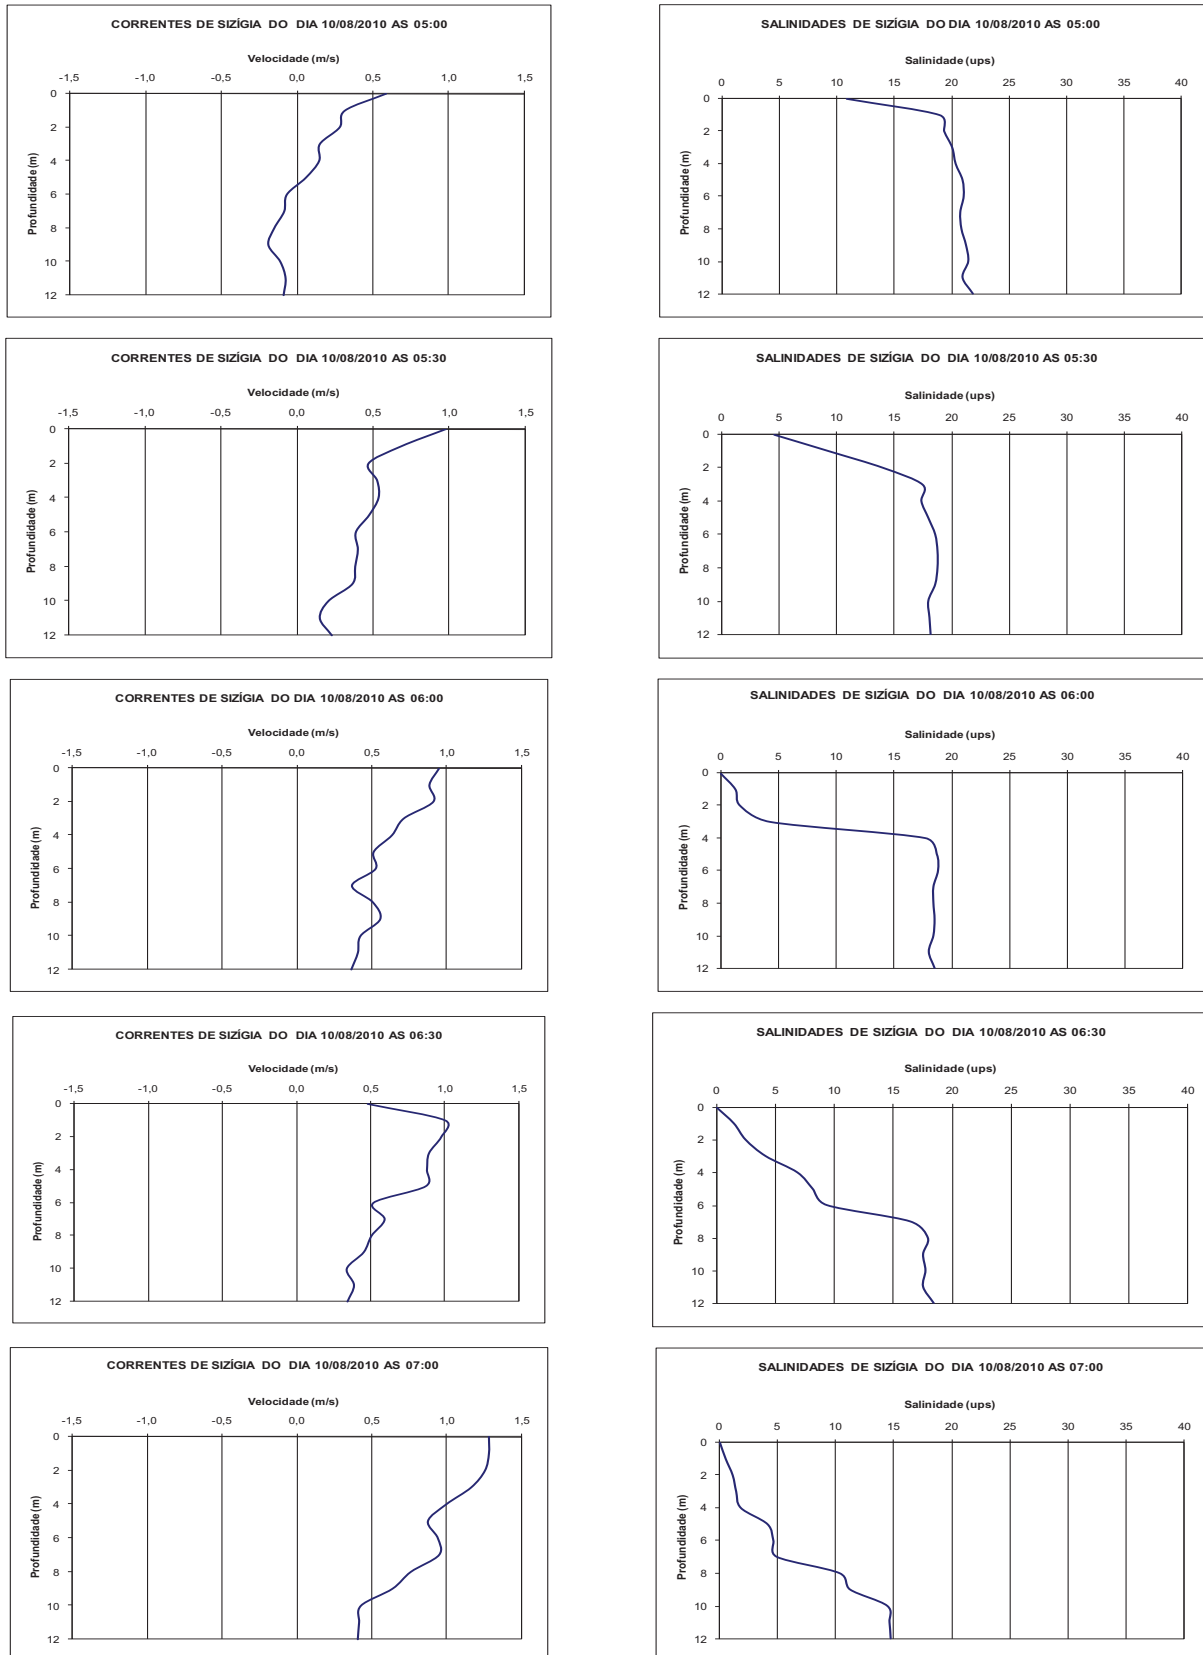 CORRENTES DE SIZÍGIA DO DIA 10/08/2010 AS 05:00
Velocidade (m/s)
-1,5 -1,0 -0,5 0,0 0,5 1,0 1,5
Profundidade (m)
0
2
4
6
8
10
12
SALINIDADES DE SIZÍGIA DO DIA 10/08/2010 AS 05:00
Salinidade (ups)
0 5 10 15 20 25 30 35 40
Profundidade (m)
0
2
4
6
8
10
12
CORRENTES DE SIZÍGIA DO DIA 10/08/2010 AS 05:30
Velocidade (m/s)
-1,5 -1,0 -0,5 0,0 0,5 1,0 1,5
Profundidade (m)
0
2
4
6
8
10
12
SALINIDADES DE SIZÍGIA DO DIA 10/08/2010 AS 05:30
Salinidade (ups)
0 5 10 15 20 25 30 35 40
Profundidade (m)
0
2
4
6
8
10
12
CORRENTES DE SIZÍGIA DO DIA 10/08/2010 AS 06:00
Velocidade (m/s)
-1,5 -1,0 -0,5 0,0 0,5 1,0 1,5
Profundidade (m)
0
2
4
6
8
10
12
SALINIDADES DE SIZÍGIA DO DIA 10/08/2010 AS 06:00
Salinidade (ups)
0 5 10 15 20 25 30 35 40
Profundidade (m)
0
2
4
6
8
10
12
CORRENTES DE SIZÍGIA DO DIA 10/08/2010 AS 06:30
Velocidade (m/s)
-1,5 -1,0 -0,5 0,0 0,5 1,0 1,5
Profundidade (m)
0
2
4
6
8
10
12
SALINIDADES DE SIZÍGIA DO DIA 10/08/2010 AS 06:30
Salinidade (ups)
0 5 10 15 20 25 30 35 40
Profundidade (m)
0
2
4
6
8
10
12
CORRENTES DE SIZÍGIA DO DIA 10/08/2010 AS 07:00
Velocidade (m/s)
-1,5 -1,0 -0,5 0,0 0,5 1,0 1,5
Profundidade (m)
0
2
4
6
8
10
12
SALINIDADES DE SIZÍGIA DO DIA 10/08/2010 AS 07:00
Salinidade (ups)
0 5 10 15 20 25 30 35 40
Profundidade (m)
0
2
4
6
8
10
12